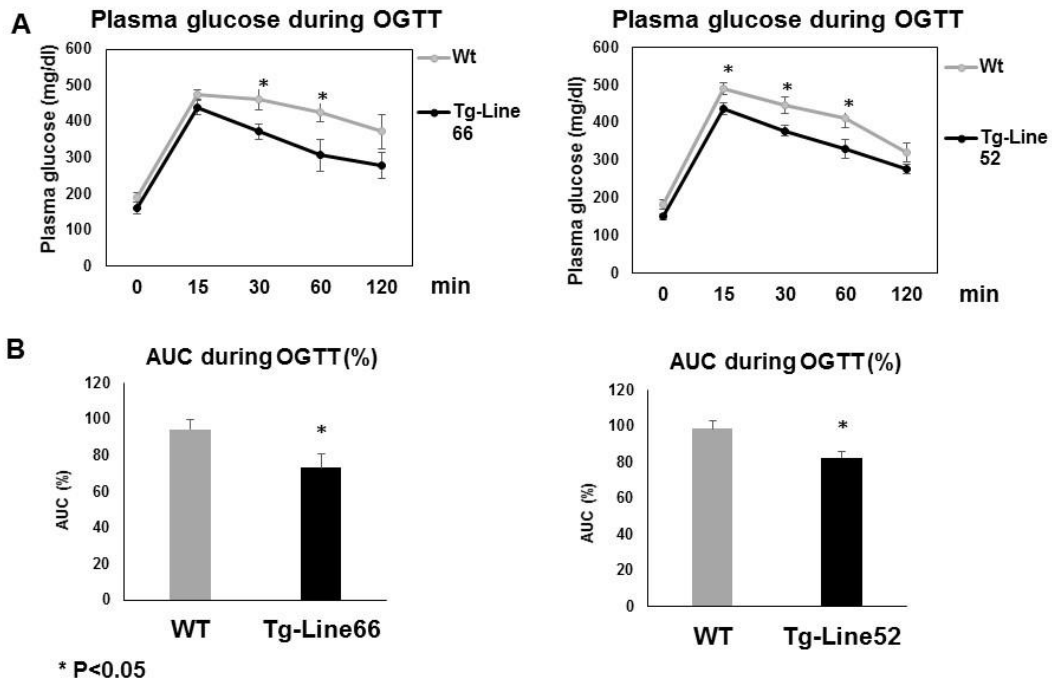 A
Plasma glucose during OGTT
Plasma glucose (mg/dl)
600
500
400
300
200
100
0
* *
0 15 30 60 120 min
Wt
Tg-Line
66
Plasma glucose during OGTT
Plasma glucose (mg/dl)
600
500
400
300
200
100
0
* * *
0 15 30 60 120 min
Wt
Tg-Line
52
B
AUC during OGTT(%)
AUC (%)
120
100
80
60
40
20
0
*
WT Tg-Line66
AUC during OGTT(%)
AUC (%)
120
100
80
60
40
20
0
*
WT Tg-Line52
* P<0.05